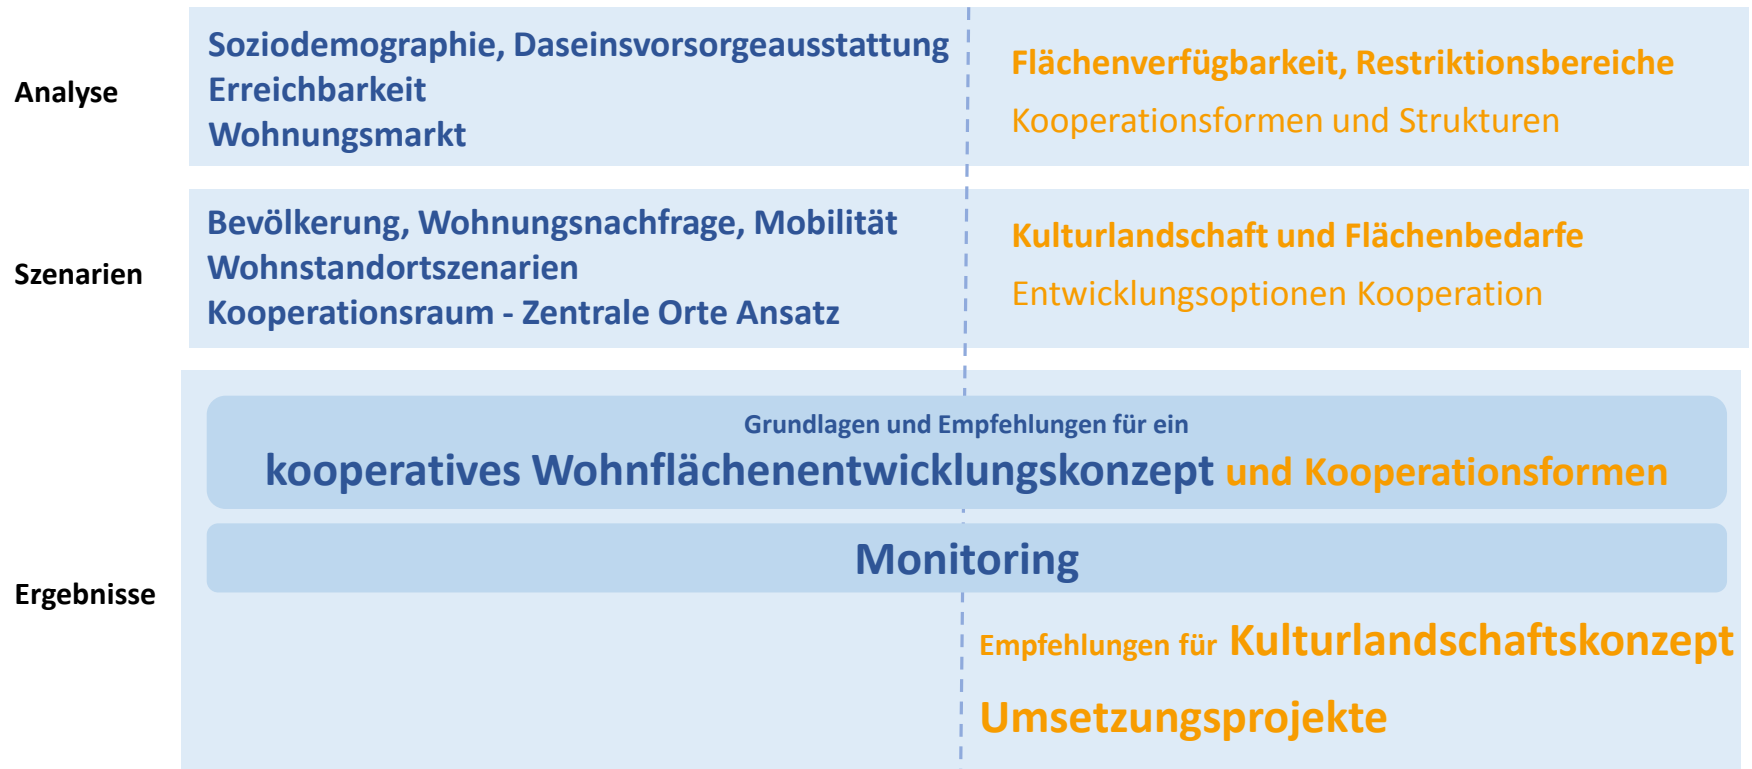 Analyse
Soziodemographie, Daseinsvorsorgeausstattung
Erreichbarkeit
Wohnungsmarkt
Flächenverfügbarkeit, Restriktionsbereiche
Kooperationsformen und Strukturen
Szenarien
Bevölkerung, Wohnungsnachfrage, Mobilität
Wohnstandortszenarien
Kooperationsraum - Zentrale Orte Ansatz
Kulturlandschaft und Flächenbedarfe
Entwicklungsoptionen Kooperation
Ergebnisse
Grundlagen und Empfehlungen für ein
kooperatives Wohnflächenentwicklungskonzept und Kooperationsformen
Monitoring
Empfehlungen für Kulturlandschaftskonzept
Umsetzungsprojekte